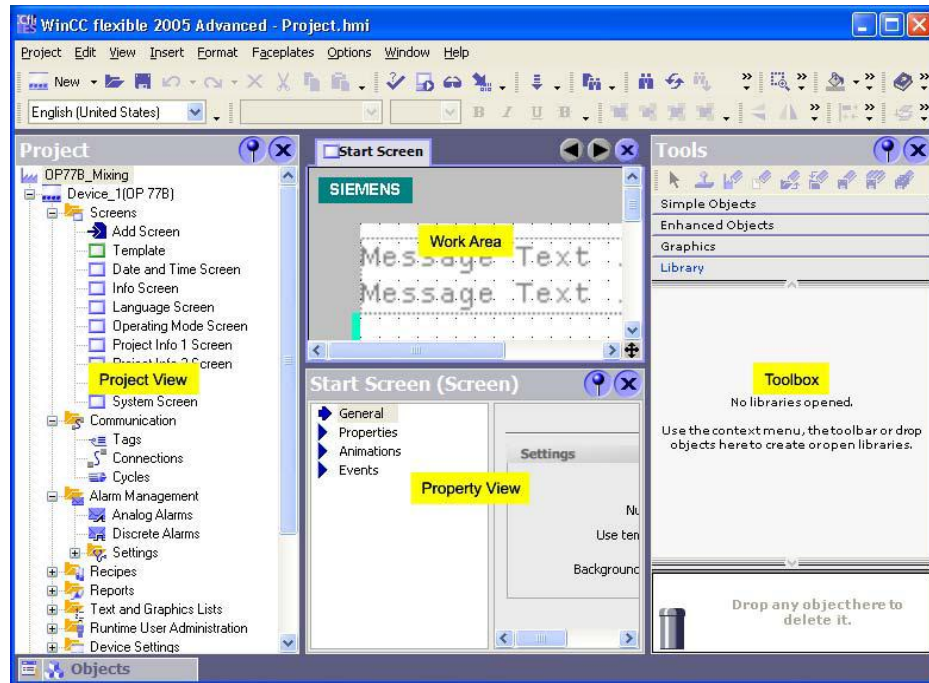 WinCC flexible 2005 Advanced - Project.hmi
Project Edit View Insert Format Faceplates Options Window Help
New
English (United States)
B I U
Project
OP77B_Mixing
Device_1(OP 77B)
Screens
Add Screen
Template
Date and Time Screen
Info Screen
Language Screen
Operating Mode Screen
Project Info 1 Screen
Project Info 2 Screen
Project View
System Screen
Communication
Tags
Connections
Cycles
Alarm Management
Analog Alarms
Discrete Alarms
Settings
Recipes
Reports
Text and Graphics Lists
Runtime User Administration
Device Settings
Objects
Start Screen
SIEMENS
Work Area
Message Text .
Message Text .
Start Screen (Screen)
General
Properties
Animations
Events
Property View
Settings
Nu
Use tem
Background
Tools
Simple Objects
Enhanced Objects
Graphics
Library
Toolbox
No libraries opened.
Use the context menu, the toolbar or drop
objects here to create or open libraries.
Drop any object here to
delete it.